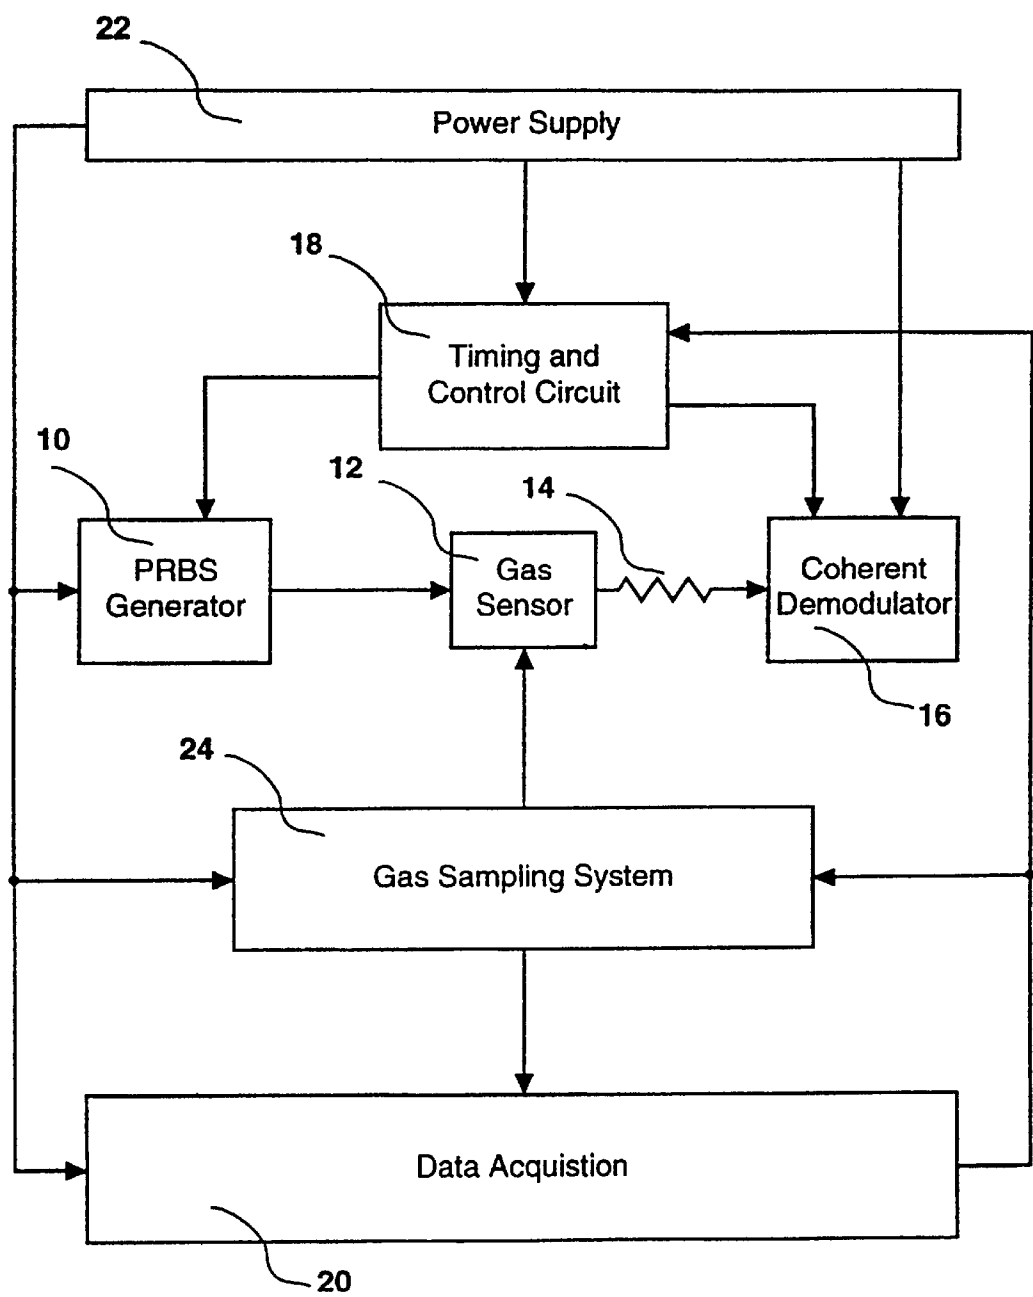 22
Power Supply
18
Timing and
Control Circuit
10
12
14
PRBS
Generator
Gas
Sensor
Coherent
Demodulator
16
24
Gas Sampling System
Data Acquistion
20